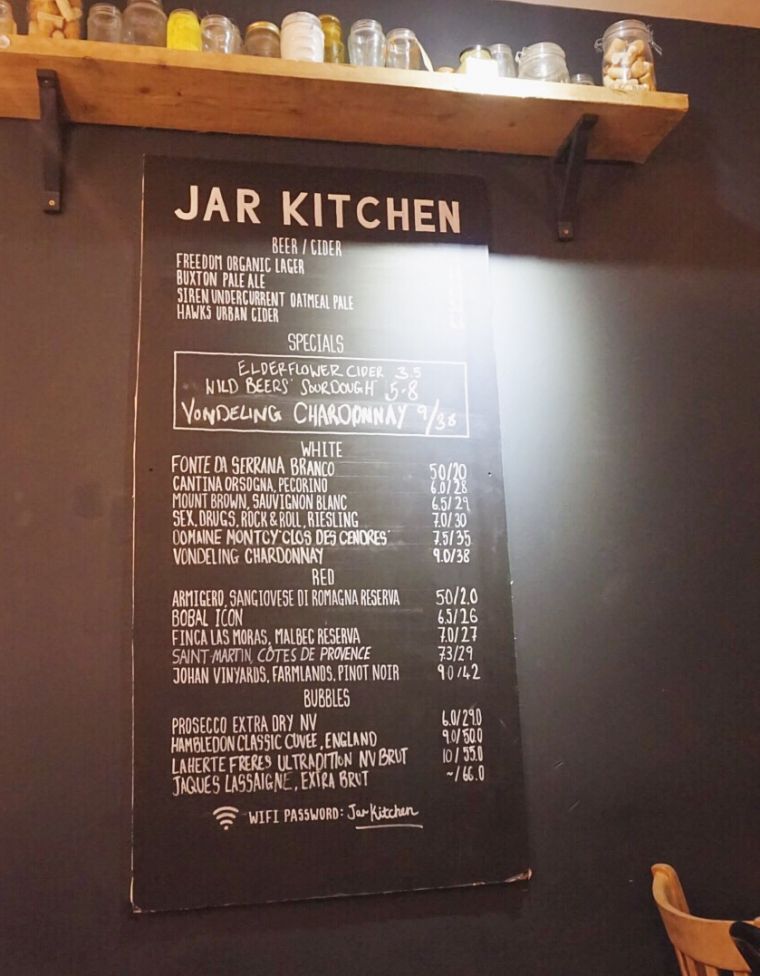 JAR KITCHEN
BEER / CIDER
FREEDOM ORGANIC LAGER
BUXTON PALE ALE
SIREN UNDERCURRENT OATMEAL PALE
HAWKS URBAN CIDER
SPECIALS
ELDERFLOWER CIDER 3.5
WILD BEERS' SOURDOUGH 5.8
VONDELING CHARDONNAY 9/38
WHITE
FONTE DA SERRANA BRANCO 5.0/20
CANTINA ORSOGNA, PECORINO 6.0/28
MOUNT BROWN, SAUVIGNON BLANC 6.5/29
SEX, DRUGS, ROCK & ROLL, RIESLING 7.0/30
DOMAINE MONTCY 'CLOS DES CENDRES' 7.5/35
VONDELING CHARDONNAY 9.0/38
RED
ARMIGERO, SANGIOVESE DI ROMAGNA RESERVA 5.0/2.0
BOBAL ICON 6.5/26
FINCA LAS MORAS, MALBEC RESERVA 7.0/27
SAINT-MARTIN, CÔTES DE PROVENCE 7.3/29
JOHAN VINYARDS, FARMLANDS, PINOT NOIR 9.0/42
BUBBLES
PROSECCO EXTRA DRY NV 6.0/29.0
HAMBLEDON CLASSIC CUVEE, ENGLAND 9.0/50.0
LAHERTE FRERES ULTRADITION NV BRUT 10/55.0
JAQUES LASSAIGNE, EXTRA BRUT ~/66.0
WIFI PASSWORD: JarKitchen